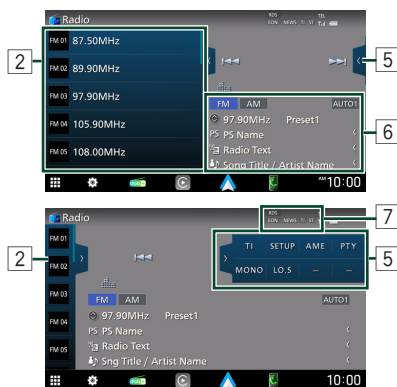 Radio
RDS TEL
EON NEWS TI ST
2
FM 01 87.50MHz
FM 02 89.90MHz
FM 03 97.90MHz
FM 04 105.90MHz
FM 05 108.00MHz
5
FM AM AUTO1
97.90MHz Preset1
PS PS Name
Radio Text
Song Title / Artist Name
6
AM 10:00
Radio
RDS
EON NEWS TI ST
7
2
FM 01
FM 02
FM 03
FM 04
FM 05
TI SETUP AME PTY
MONO LO.S – –
5
FM AM AUTO1
97.90MHz Preset1
PS PS Name
Radio Text
Sng Title / Artist Name
10:00